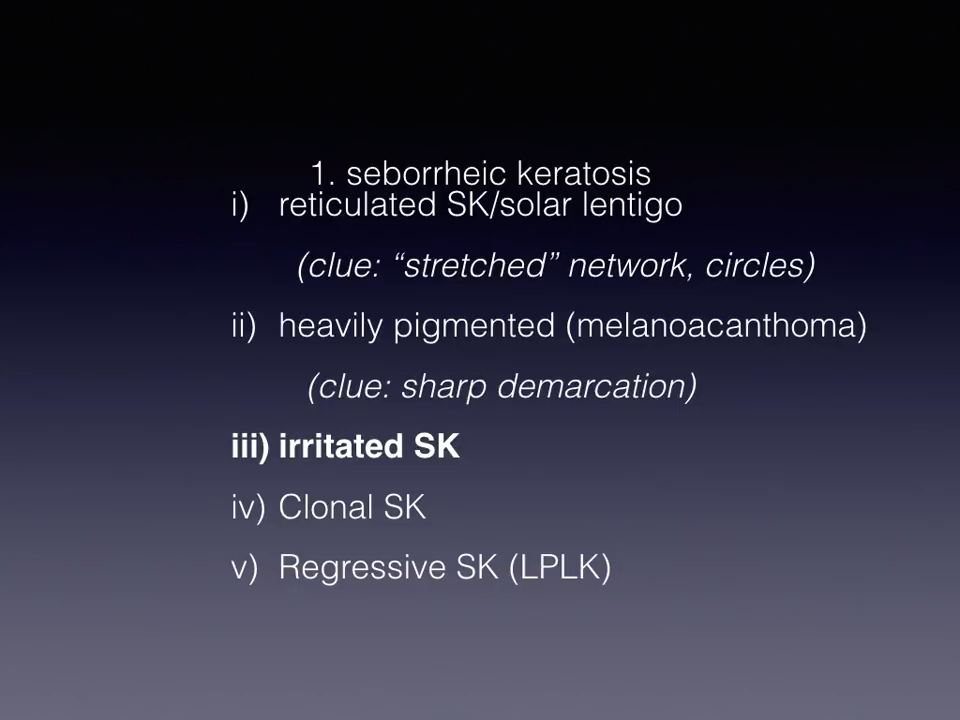 1. seborrheic keratosis
i) reticulated SK/solar lentigo
(clue: “stretched” network, circles)
ii) heavily pigmented (melanoacanthoma)
(clue: sharp demarcation)
iii) irritated SK
iv) Clonal SK
v) Regressive SK (LPLK)